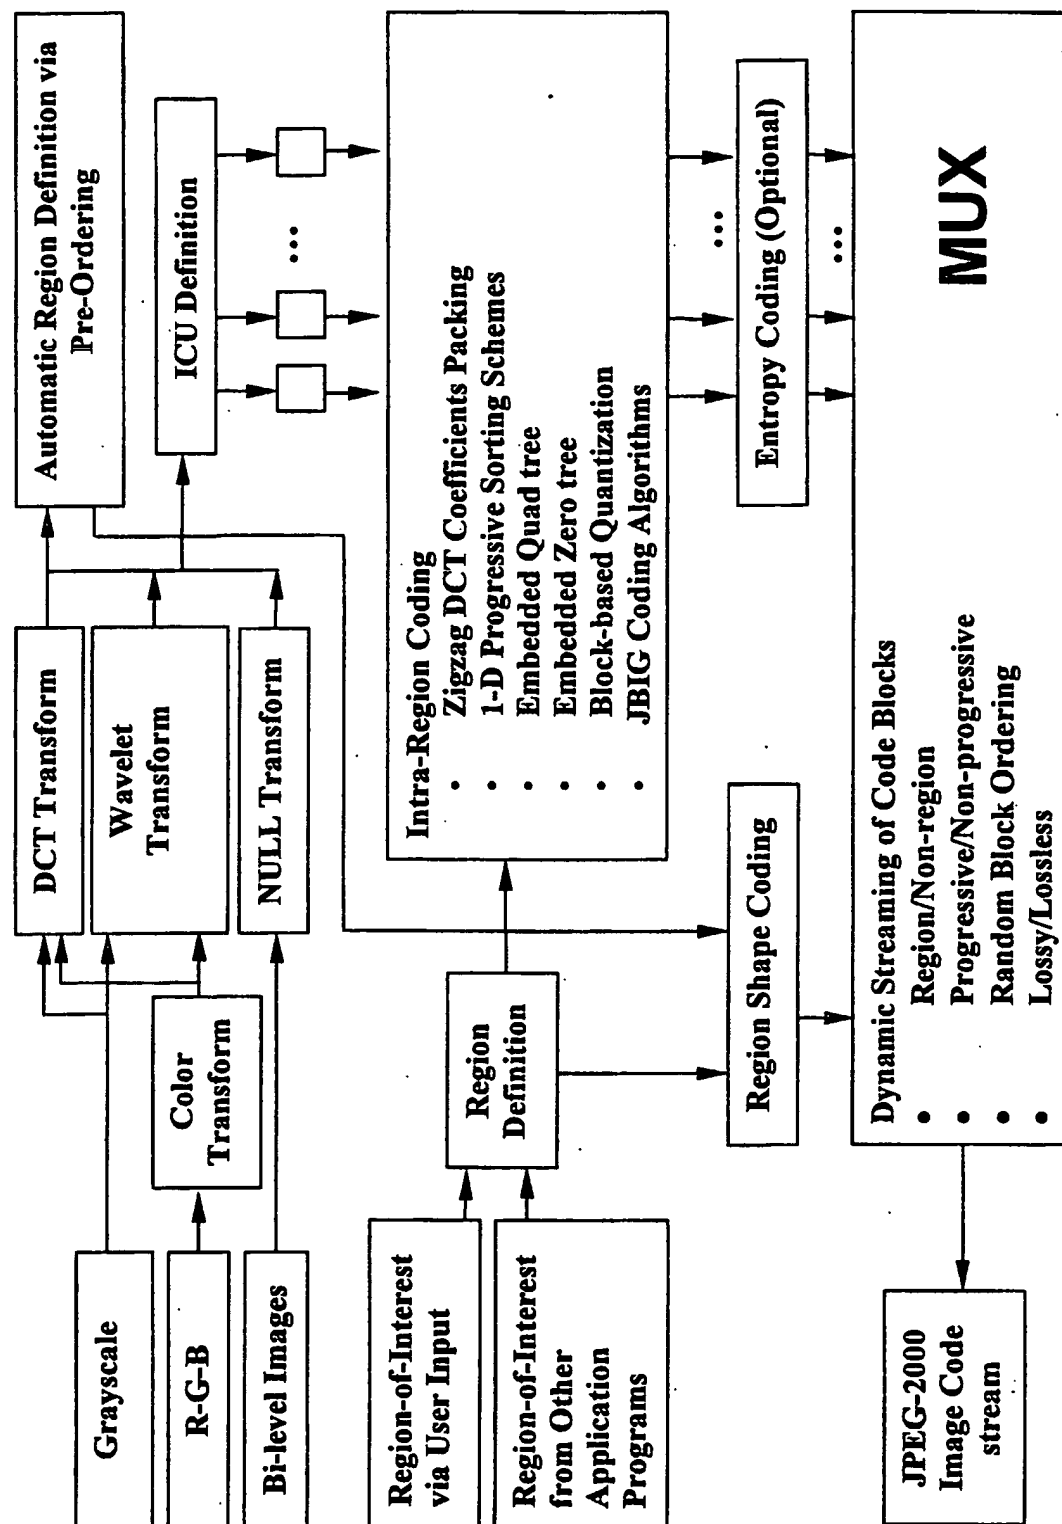 Grayscale
R-G-B
Bi-level Images
Color
Transform
DCT Transform
Wavelet
Transform
NULL Transform
Automatic Region Definition via
Pre-Ordering
ICU Definition
...
Region-of-Interest
via User Input
Region-of-Interest
from Other
Application
Programs
Region
Definition
Intra-Region Coding
• Zigzag DCT Coefficients Packing
• 1-D Progressive Sorting Schemes
• Embedded Quad tree
• Embedded Zero tree
• Block-based Quantization
• JBIG Coding Algorithms
...
Region Shape Coding
Entropy Coding (Optional)
...
Dynamic Streaming of Code Blocks
• Region/Non-region
• Progressive/Non-progressive
• Random Block Ordering
• Lossy/Lossless
MUX
JPEG-2000
Image Code
stream